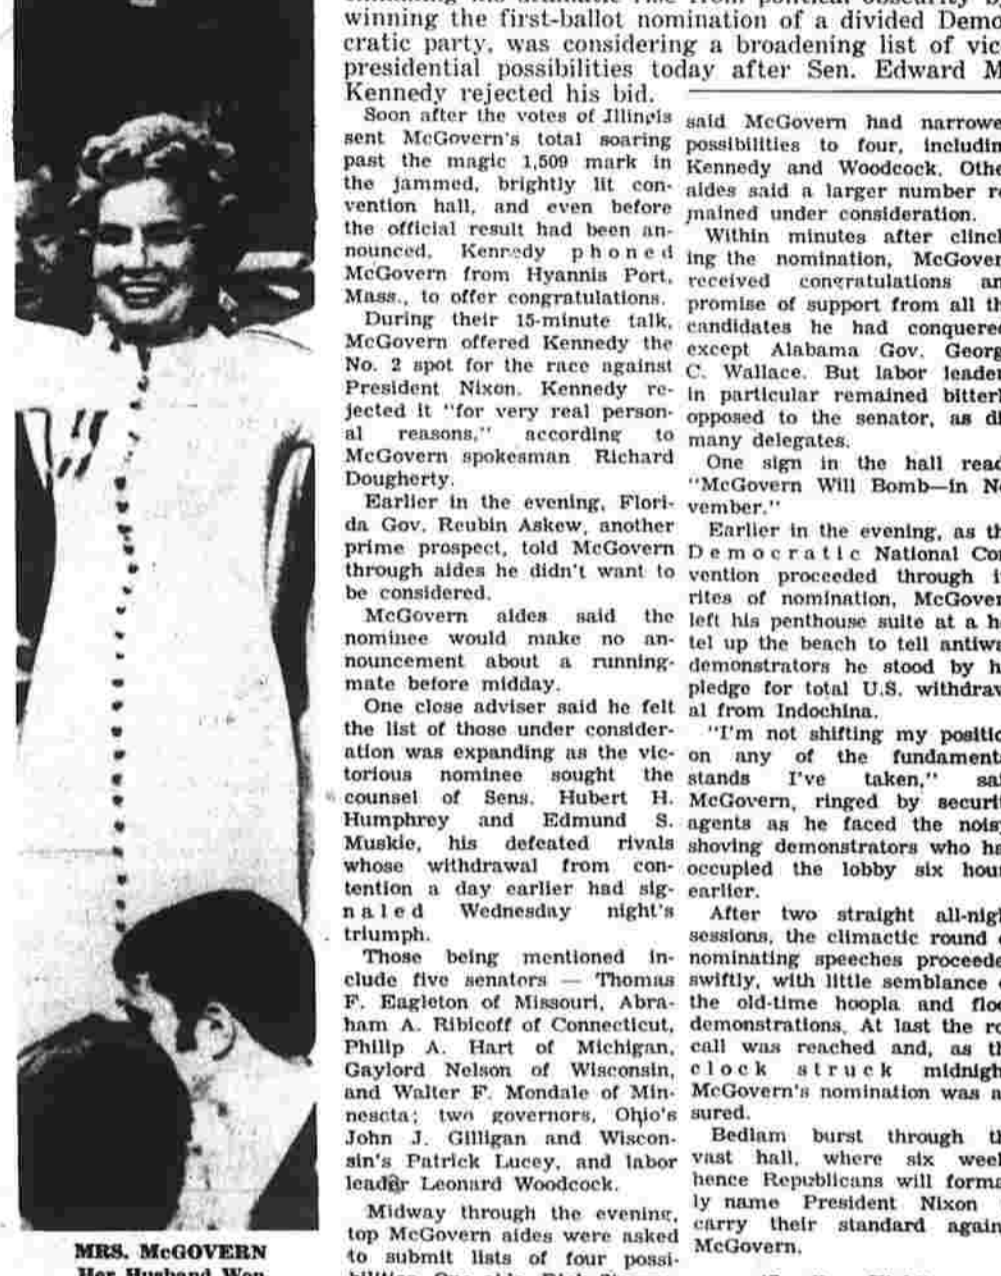 winning the first-ballot nomination of a divided Demo
cratic party, was considering a broadening list of vic
presidential possibilities today after Sen. Edward M
Kennedy rejected his bid.
Soon after the votes of Illinois
sent McGovern's total soaring
past the magic 1,509 mark in
the jammed, brightly lit con-
vention hall, and even before
the official result had been an-
nounced, Kennedy phoned
McGovern from Hyannis Port,
Mass., to offer congratulations.
During their 15-minute talk,
McGovern offered Kennedy the
No. 2 spot for the race against
President Nixon. Kennedy re-
jected it "for very real person-
al reasons," according to
McGovern spokesman Richard
Dougherty.
Earlier in the evening, Flori-
da Gov. Reubin Askew, another
prime prospect, told McGovern
through aides he didn't want to
be considered.
McGovern aides said the
nominee would make no an-
nouncement about a running-
mate before midday.
One close adviser said he felt
the list of those under consider-
ation was expanding as the vic-
torious nominee sought the
counsel of Sens. Hubert H.
Humphrey and Edmund S.
Muskie, his defeated rivals
whose withdrawal from con-
tention a day earlier had sig-
naled Wednesday night's
triumph.
Those being mentioned in-
clude five senators — Thomas
F. Eagleton of Missouri, Abra-
ham A. Ribicoff of Connecticut,
Philip A. Hart of Michigan,
Gaylord Nelson of Wisconsin,
and Walter F. Mondale of Min-
nesota; two governors, Ohio's
John J. Gilligan and Wiscon-
sin's Patrick Lucey, and labor
leader Leonard Woodcock.
Midway through the evening,
top McGovern aides were asked
to submit lists of four possi-
said McGovern had narrowe
possibilities to four, includin
Kennedy and Woodcock. Othe
aides said a larger number re
mained under consideration.
Within minutes after clinch
ing the nomination, McGover
received congratulations an
promise of support from all th
candidates he had conquere
except Alabama Gov. Georg
C. Wallace. But labor leader
in particular remained bitterl
opposed to the senator, as di
many delegates.
One sign in the hall read
"McGovern Will Bomb—in No
vember."
Earlier in the evening, as th
Democratic National Con
vention proceeded through i
rites of nomination, McGover
left his penthouse suite at a ho
tel up the beach to tell antiwa
demonstrators he stood by h
pledge for total U.S. withdraw
al from Indochina.
"I'm not shifting my positio
on any of the fundament
stands I've taken," sai
McGovern, ringed by securit
agents as he faced the nois
shoving demonstrators who ha
occupied the lobby six hour
earlier.
After two straight all-nigh
sessions, the climactic round o
nominating speeches proceede
swiftly, with little semblance o
the old-time hoopla and floo
demonstrations. At last the ro
call was reached and, as th
clock struck midnigh
McGovern's nomination was a
sured.
Bedlam burst through th
vast hall, where six week
hence Republicans will forma
ly name President Nixon
carry their standard again
McGovern.
MRS. McGOVERN
Her Husband Won